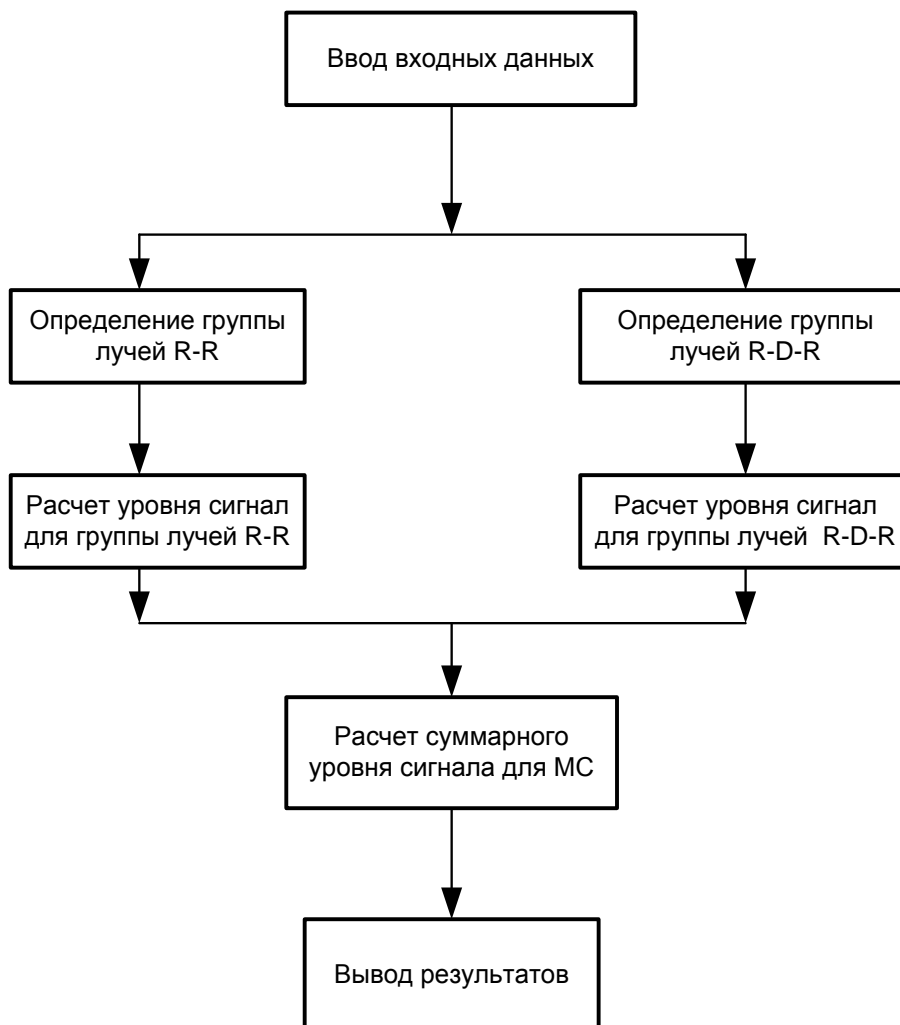 Ввод входных данных
Определение группы
лучей R-R
Определение группы
лучей R-D-R
Расчет уровня сигнал
для группы лучей R-R
Расчет уровня сигнал
для группы лучей R-D-R
Расчет суммарного
уровня сигнала для МС
Вывод результатов